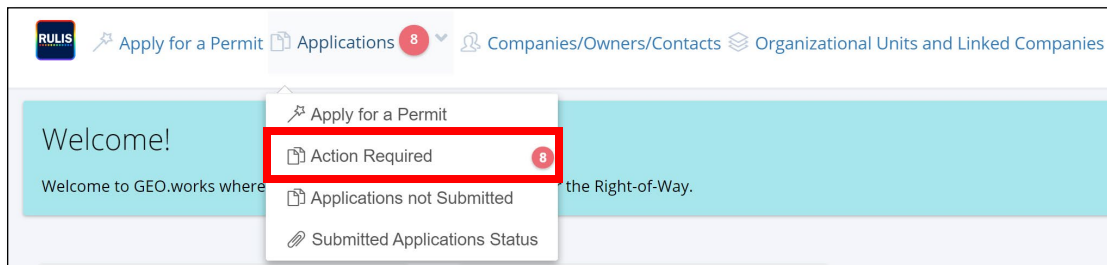 RULIS Apply for a Permit Applications 8 Companies/Owners/Contacts Organizational Units and Linked Companies
Apply for a Permit
Welcome!
Action Required 8
Welcome to GEO.works where the Right-of-Way.
Applications not Submitted
Submitted Applications Status